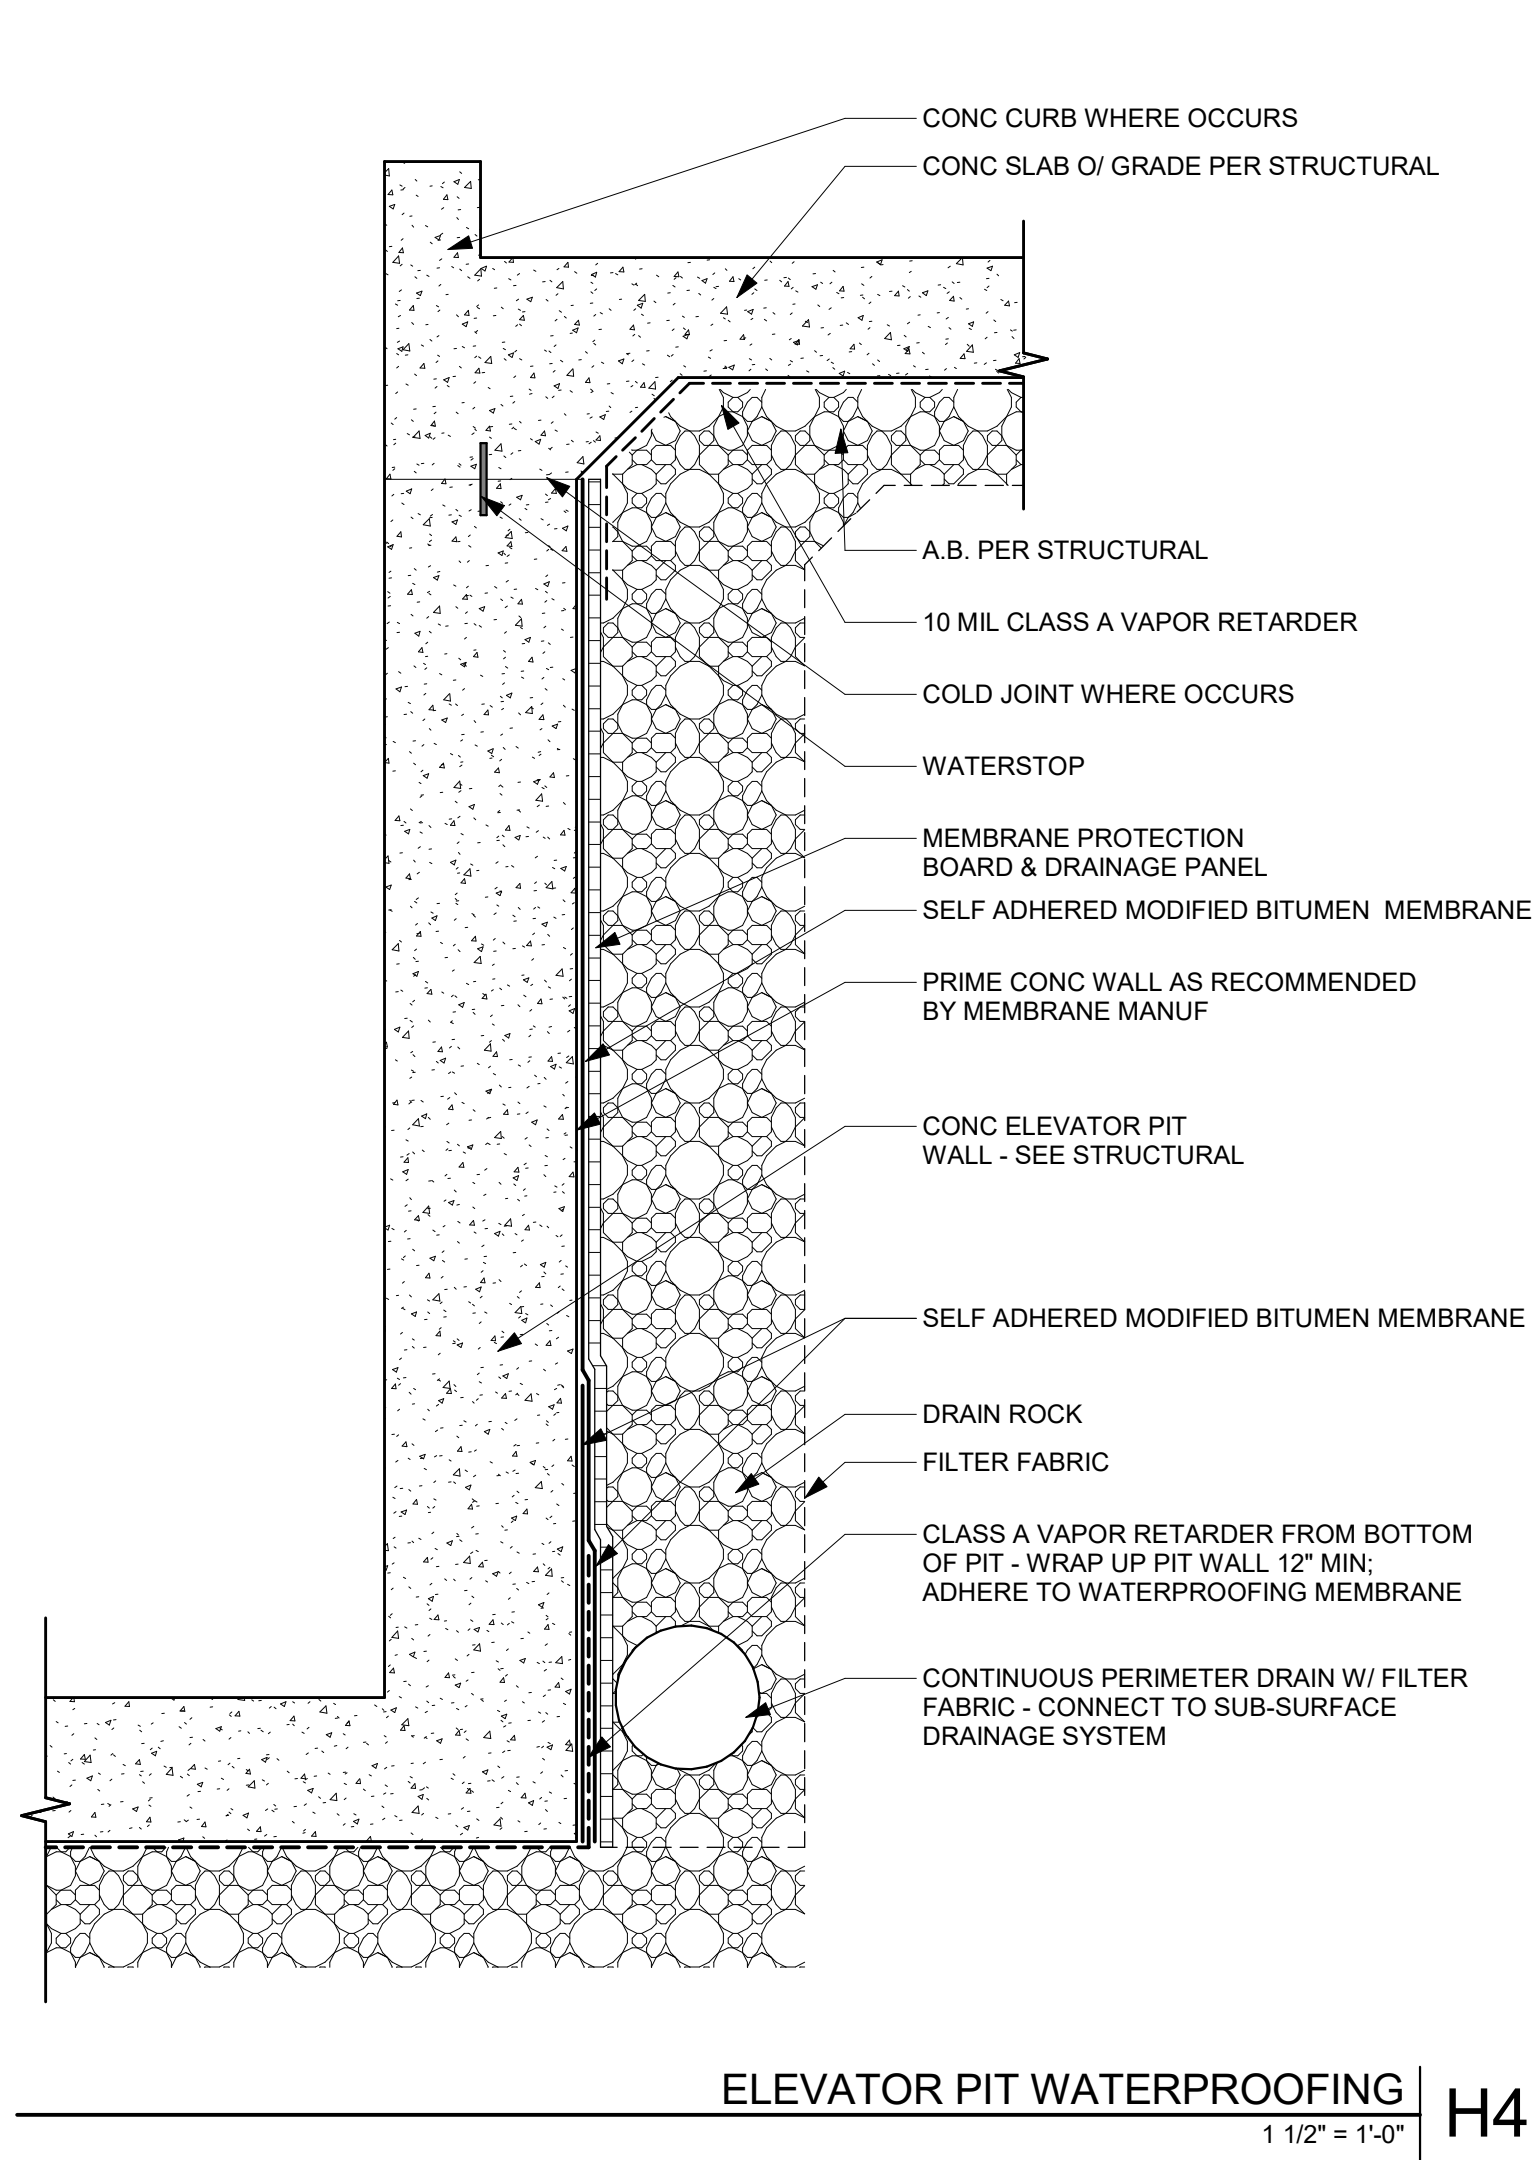 CONC CURB WHERE OCCURS
CONC SLAB O/ GRADE PER STRUCTURAL
A.B. PER STRUCTURAL
10 MIL CLASS A VAPOR RETARDER
COLD JOINT WHERE OCCURS
WATERSTOP
MEMBRANE PROTECTION
BOARD & DRAINAGE PANEL
SELF ADHERED MODIFIED BITUMEN MEMBRANE
PRIME CONC WALL AS RECOMMENDED
BY MEMBRANE MANUF
CONC ELEVATOR PIT
WALL - SEE STRUCTURAL
SELF ADHERED MODIFIED BITUMEN MEMBRANE
DRAIN ROCK
FILTER FABRIC
CLASS A VAPOR RETARDER FROM BOTTOM
OF PIT - WRAP UP PIT WALL 12" MIN;
ADHERE TO WATERPROOFING MEMBRANE
CONTINUOUS PERIMETER DRAIN W/ FILTER
FABRIC - CONNECT TO SUB-SURFACE
DRAINAGE SYSTEM
ELEVATOR PIT WATERPROOFING
H4
1 1/2" = 1'-0"